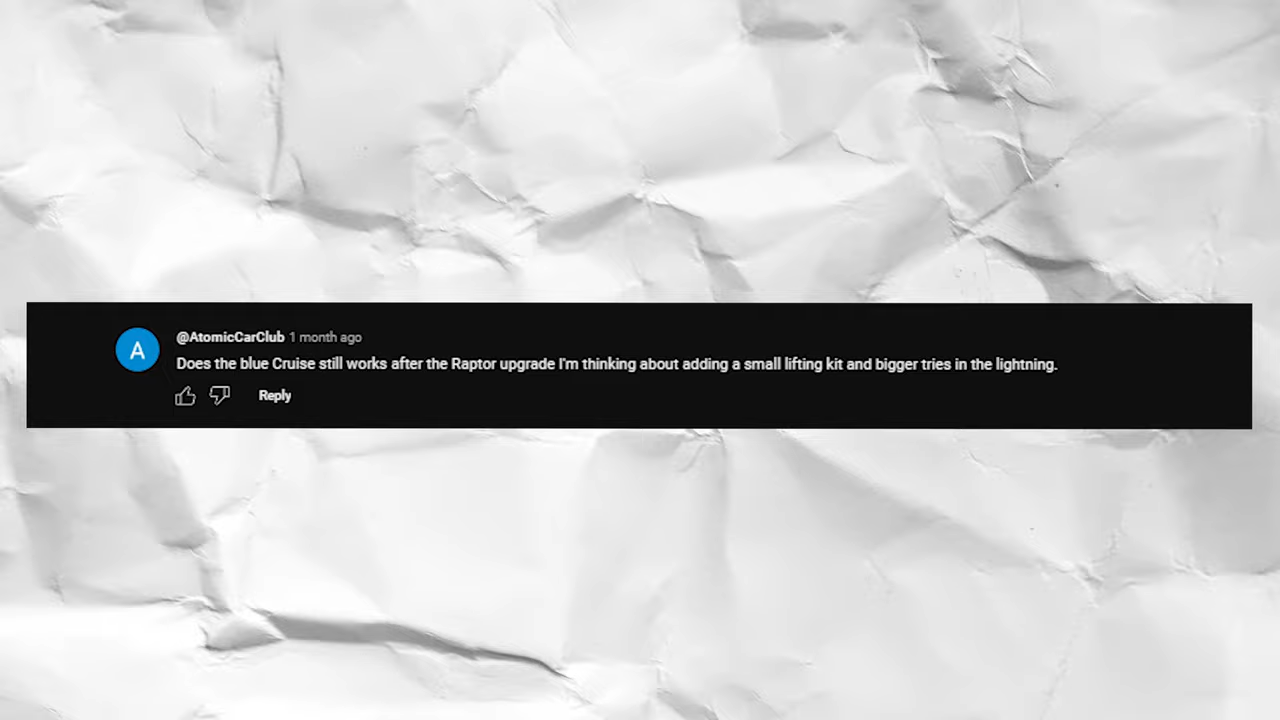 A
@AtomicCarClub 1 month ago
Does the blue Cruise still works after the Raptor upgrade I'm thinking about adding a small lifting kit and bigger tries in the lightning.
Reply